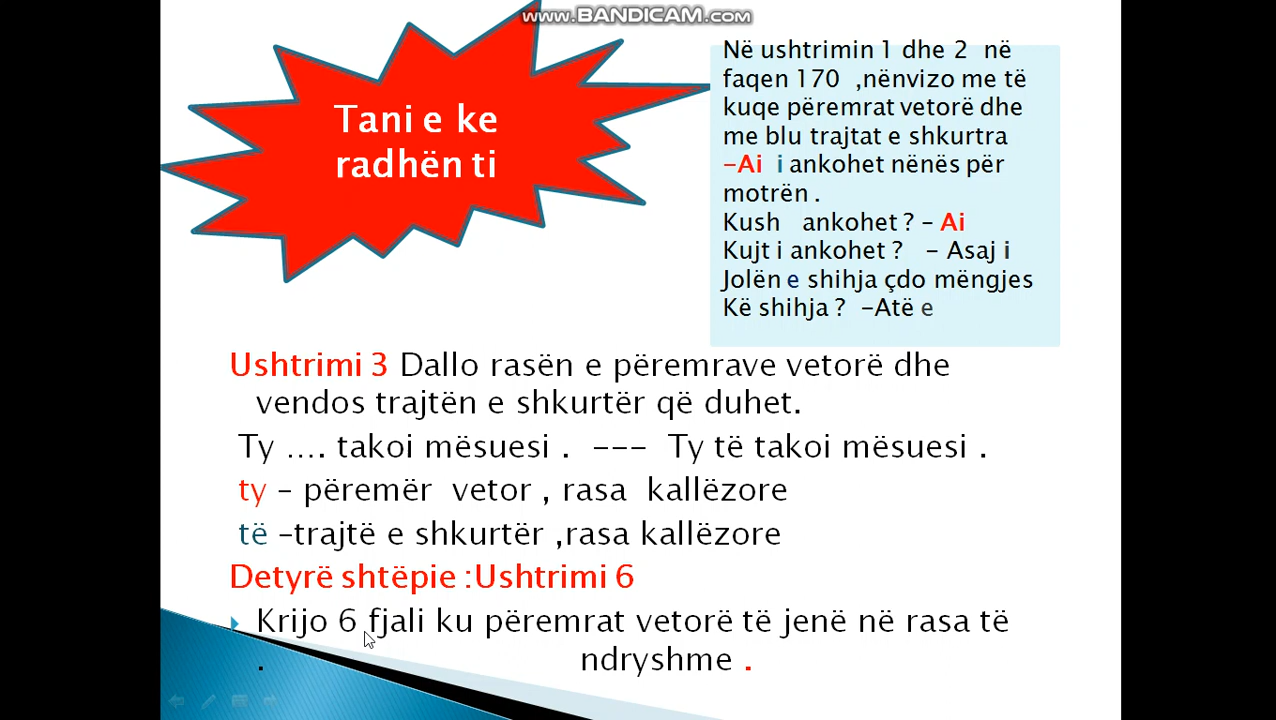 www.BANDICAM.com
Tani e ke
radhën ti
Në ushtrimin 1 dhe 2 në
faqen 170 ,nënvizo me të
kuqe përemrat vetorë dhe
me blu trajtat e shkurtra
–Ai i ankohet nënës për
motrën .
Kush ankohet ? – Ai
Kujt i ankohet ? – Asaj i
Jolën e shihja çdo mëngjes
Kë shihja ? –Atë e
Ushtrimi 3 Dallo rasën e përemrave vetorë dhe
vendos trajtën e shkurtër që duhet.
Ty .... takoi mësuesi . --- Ty të takoi mësuesi .
ty – përemër vetor , rasa kallëzore
të –trajtë e shkurtër ,rasa kallëzore
Detyrë shtëpie :Ushtrimi 6
Krijo 6 fjali ku përemrat vetorë të jenë në rasa të
. ndryshme .